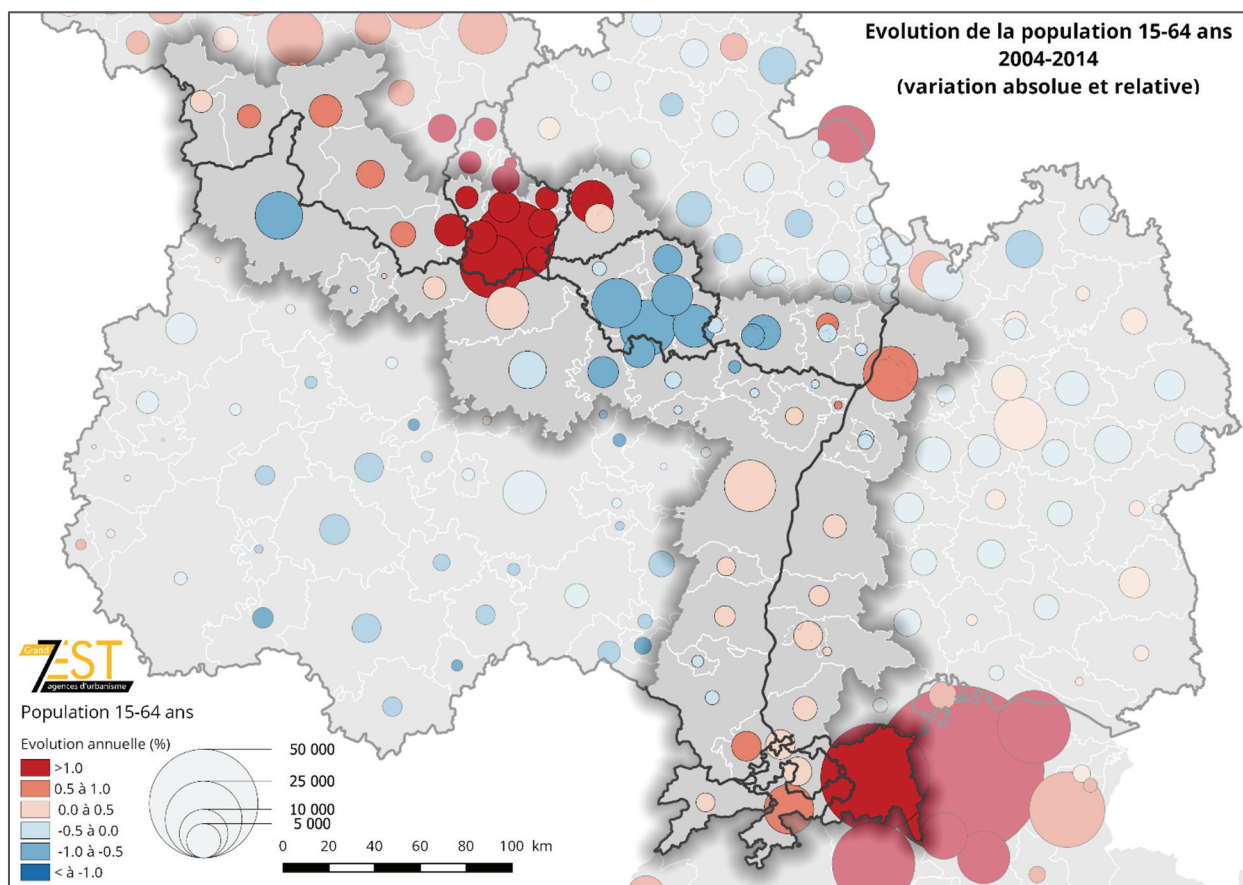 Evolution de la population 15-64 ans
2004-2014
(variation absolue et relative)
Grand
7EST
agences d'urbanisme
Population 15-64 ans
Evolution annuelle (%)
>1.0
0.5 à 1.0
0.0 à 0.5
-0.5 à 0.0
-1.0 à -0.5
< à -1.0
50 000
25 000
10 000
5 000
0 20 40 60 80 100 km